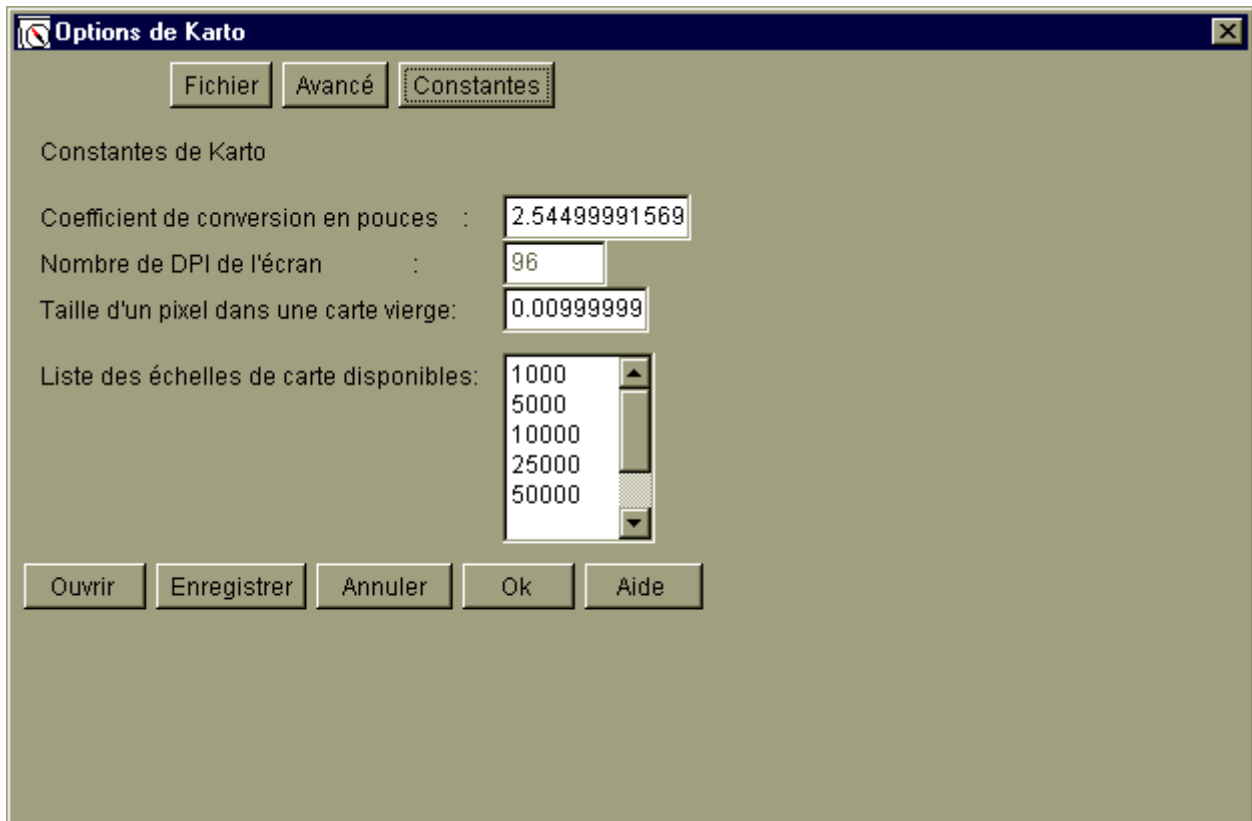 Options de Karto
Fichier Avancé Constantes
Constantes de Karto
Coefficient de conversion en pouces : 2.54499991569
Nombre de DPI de l'écran : 96
Taille d'un pixel dans une carte vierge: 0.00999999
Liste des échelles de carte disponibles: 1000
5000
10000
25000
50000
Ouvrir Enregistrer Annuler Ok Aide